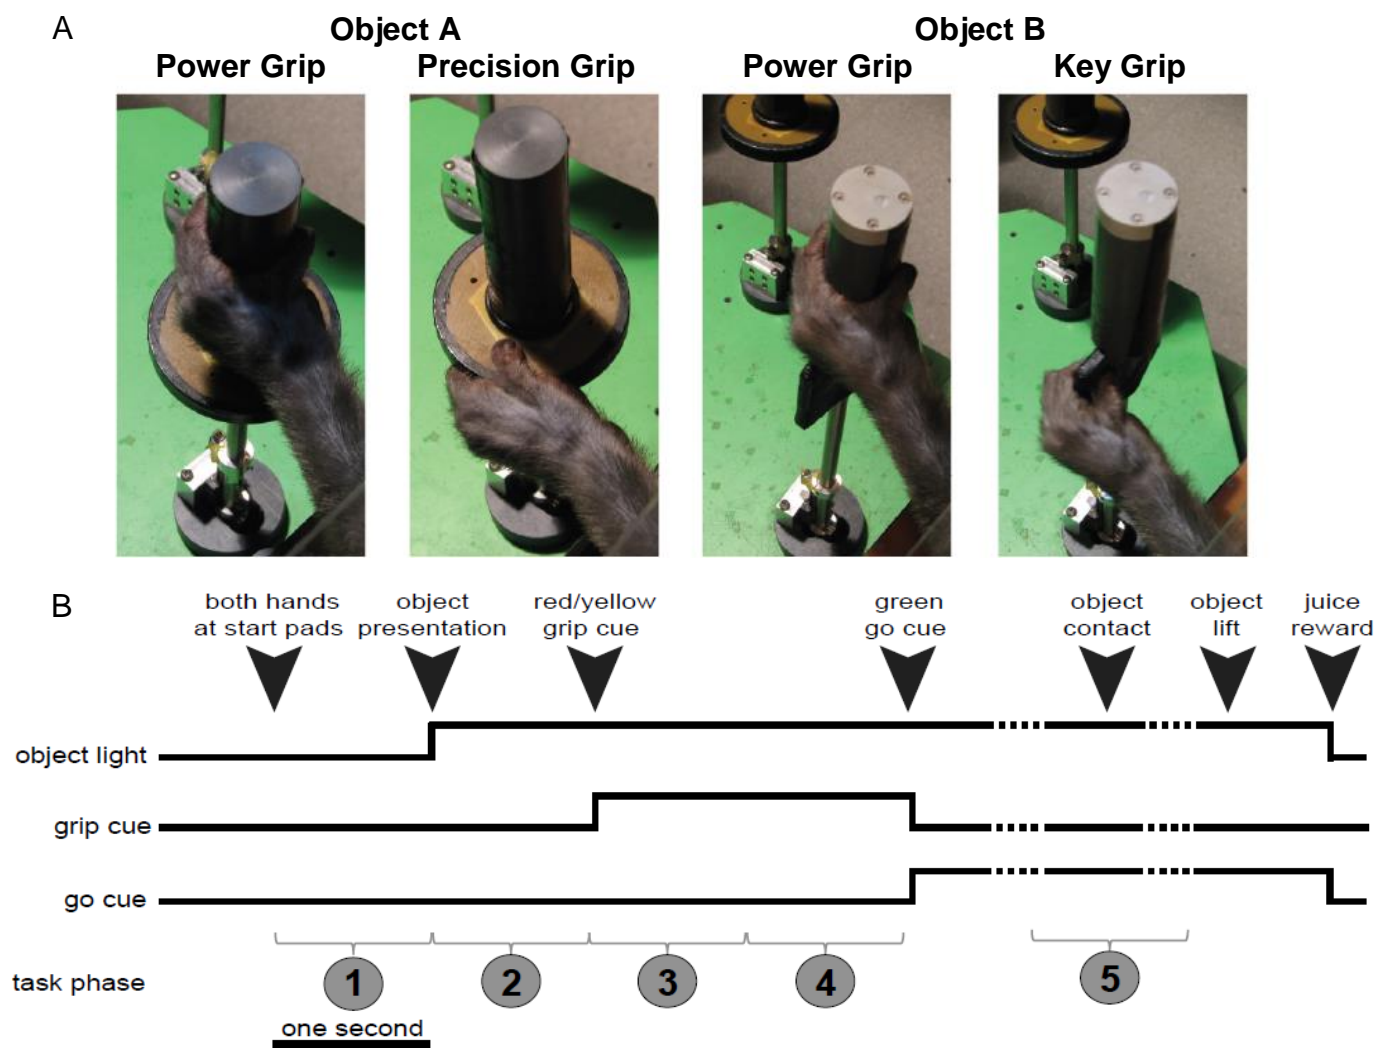 A
Object A
Object B
Power Grip
Precision Grip
Power Grip
Key Grip
B
both hands
at start pads
object
presentation
red/yellow
grip cue
green
go cue
object
contact
object
lift
juice
reward
object light
grip cue
go cue
task phase
1
2
3
4
5
one second